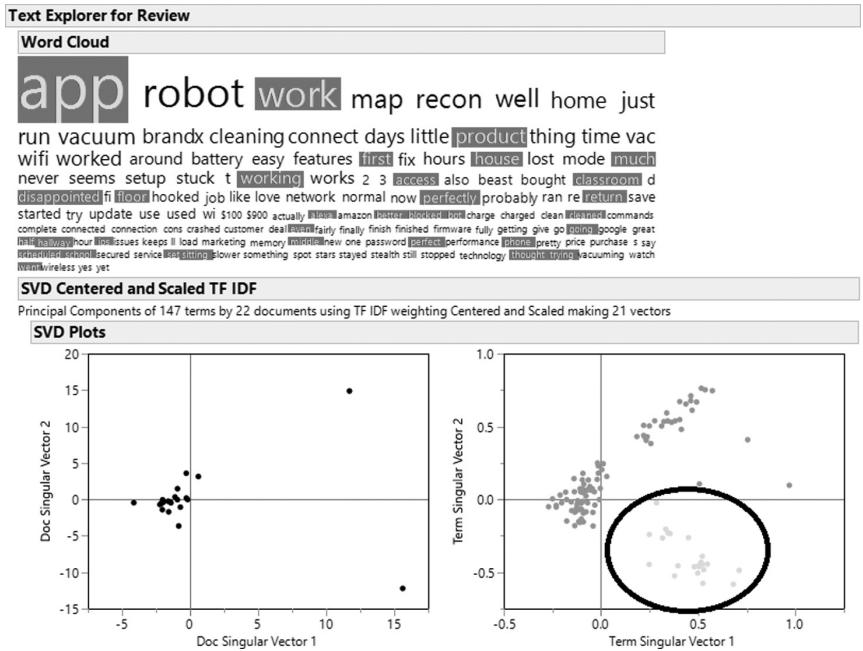 Text Explorer for Review
Word Cloud
app robot work map recon well home just
run vacuum brandx cleaning connect days little product thing time vac
wifi worked around battery easy features first fix hours house lost mode much
never seems setup stuck t working works 2 3 access also beast bought classroom d
disappointed fi floor hooked job like love network normal now perfectly probably ran re return save
started try update use used wi $100 $900 actually alexa amazon better blocked bot charge charged clean cleaned commands
complete connected connection cons crashed customer deal even fairly finally finish finished firmware fully getting give go going google great
half hallway hour issues keeps ll load marketing memory middle new one password perfect performance phone pretty price purchase s say
scheduled school secured service set sitting slower something spot stars stayed stealth still stopped technology thought trying vacuuming watch
went wireless yes yet
SVD Centered and Scaled TF IDF
Principal Components of 147 terms by 22 documents using TF IDF weighting Centered and Scaled making 21 vectors
SVD Plots
Doc Singular Vector 2
20
15
10
5
0
-5
-10
-15
-5 0 5 10 15
Doc Singular Vector 1
Term Singular Vector 2
1.0
0.5
0.0
-0.5
-0.5 0.0 0.5 1.0
Term Singular Vector 1